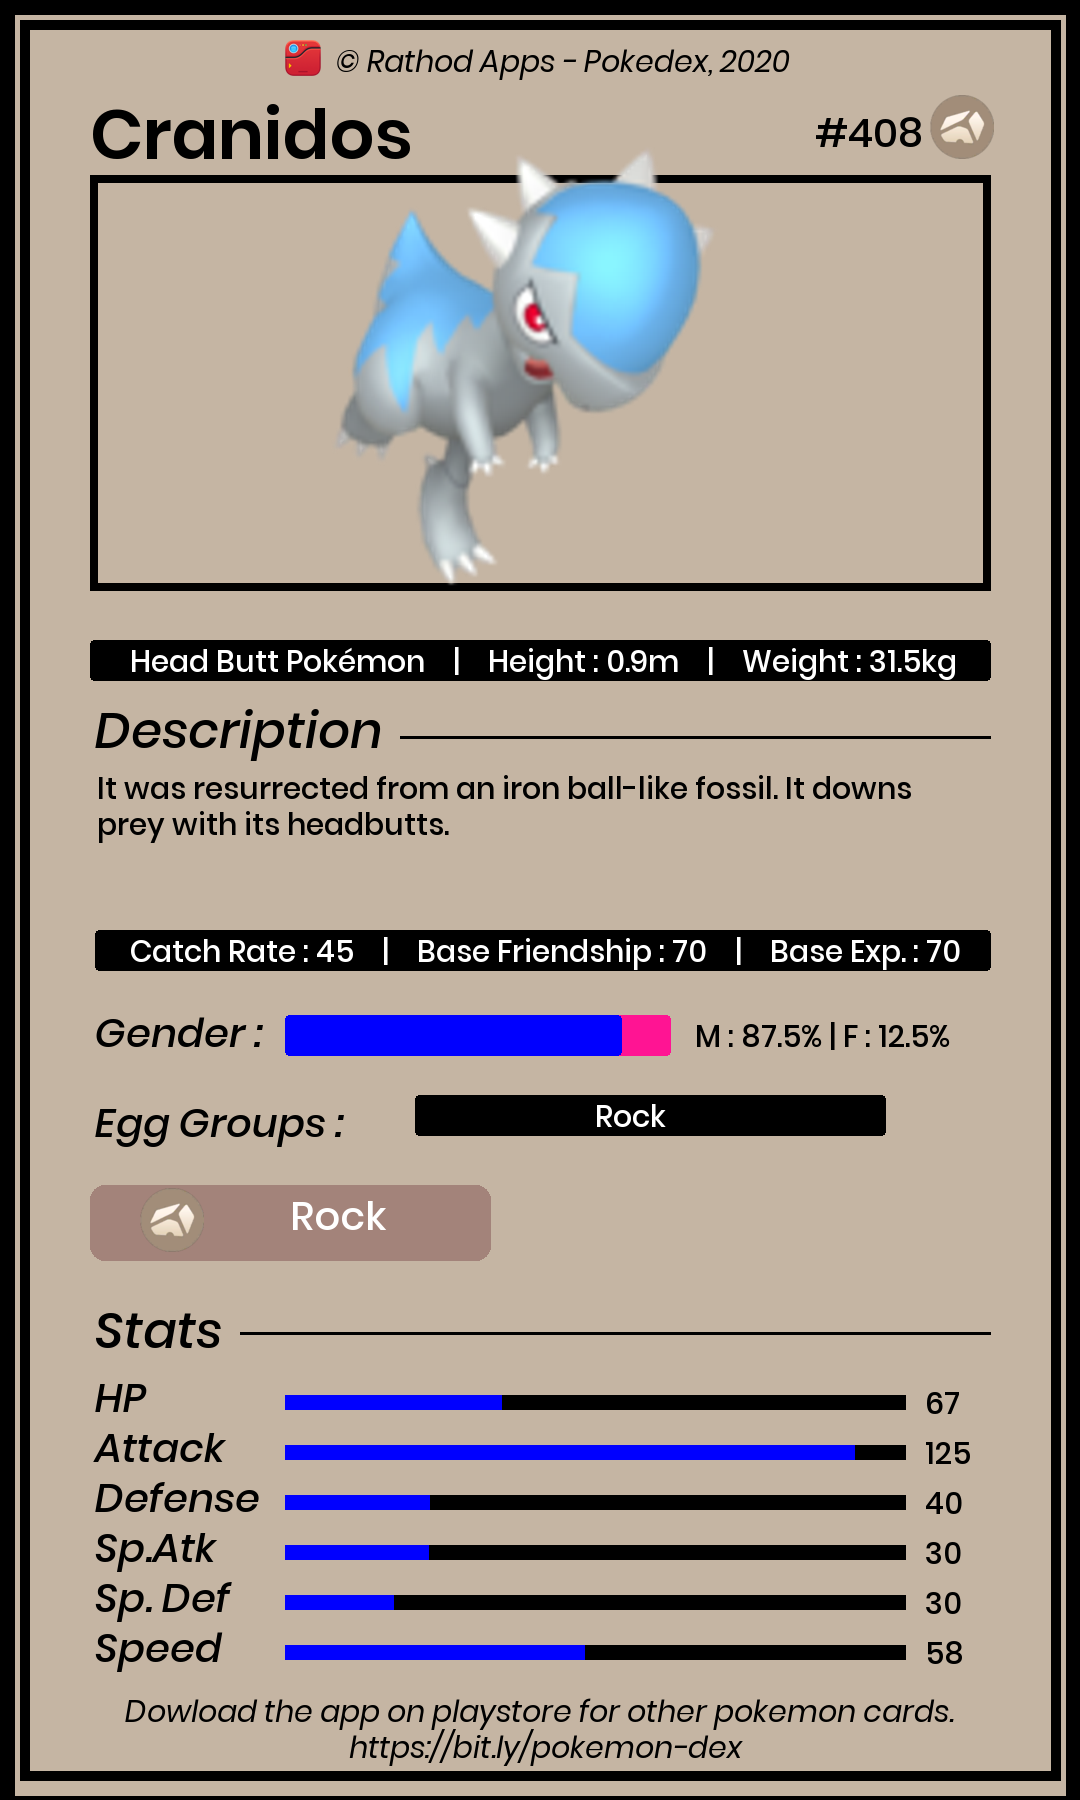 © Rathod Apps - Pokedex, 2020
Cranidos #408
Head Butt Pokémon | Height : 0.9m | Weight : 31.5kg
Description
It was resurrected from an iron ball-like fossil. It downs
prey with its headbutts.
Catch Rate : 45 | Base Friendship : 70 | Base Exp. : 70
Gender : M : 87.5% | F : 12.5%
Egg Groups : Rock
Rock
Stats
HP 67
Attack 125
Defense 40
Sp.Atk 30
Sp. Def 30
Speed 58
Dowload the app on playstore for other pokemon cards.
https://bit.ly/pokemon-dex